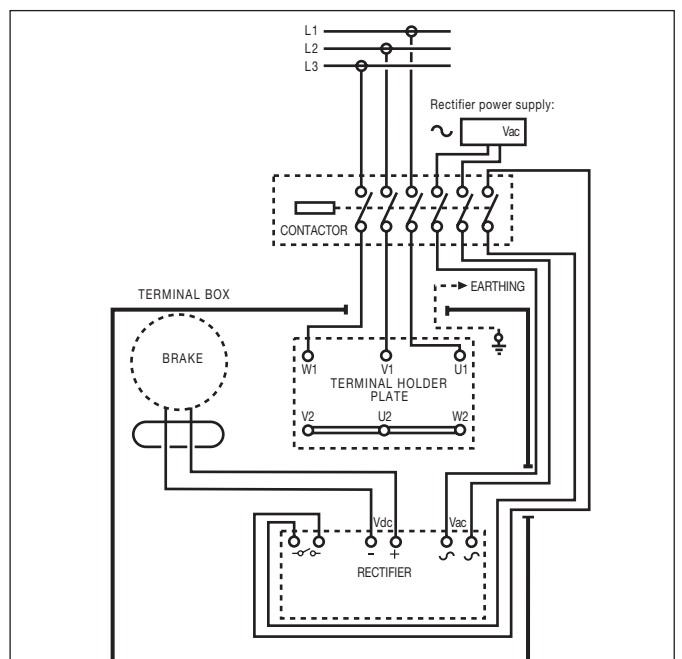 L1
L2
L3
Rectifier power supply:
Vac
CONTACTOR
EARTHING
TERMINAL BOX
BRAKE
W1 V1 U1
TERMINAL HOLDER
PLATE
V2 U2 W2
Vdc Vac
- +
RECTIFIER